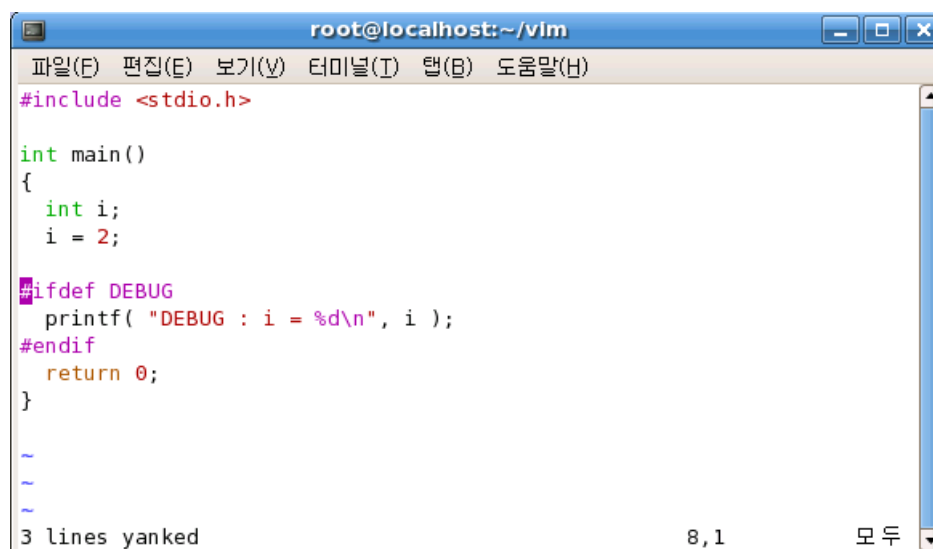 root@localhost:~/vim
파일(F) 편집(E) 보기(V) 터미널(T) 탭(B) 도움말(H)
#include <stdio.h>
int main()
{
  int i;
  i = 2;
#ifdef DEBUG
  printf( "DEBUG : i = %d\n", i );
#endif
  return 0;
}
~
~
~
3 lines yanked 8,1 모두